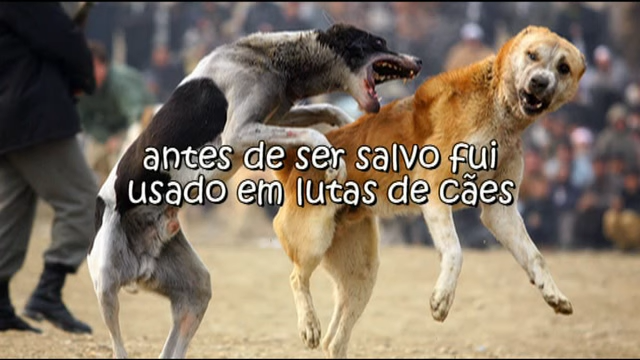 antes de ser salvo fui
usado em lutas de cães